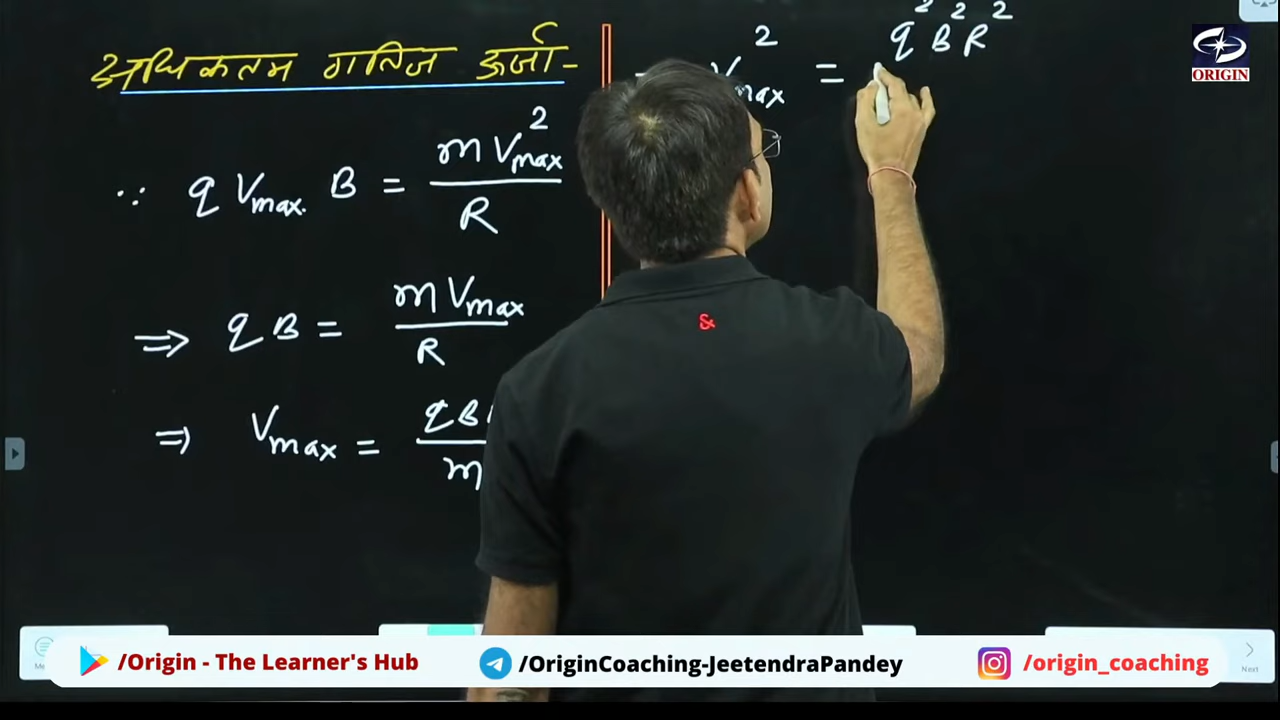 अधिकतम गतिज ऊर्जा -
∵ q Vmax. B = m Vmax² / R
⇒ q B = m Vmax / R
⇒ Vmax = q B / m
Vmax² = q² B² R²
&
ORIGIN
Next
/Origin - The Learner's Hub
/OriginCoaching-JeetendraPandey
/origin_coaching